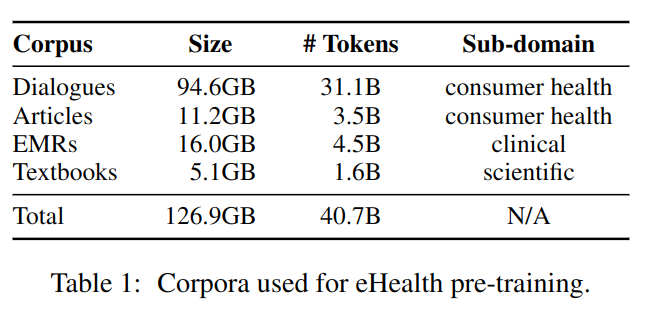 Corpus Size # Tokens Sub-domain
Dialogues 94.6GB 31.1B consumer health
Articles 11.2GB 3.5B consumer health
EMRs 16.0GB 4.5B clinical
Textbooks 5.1GB 1.6B scientific
Total 126.9GB 40.7B N/A
Table 1: Corpora used for eHealth pre-training.